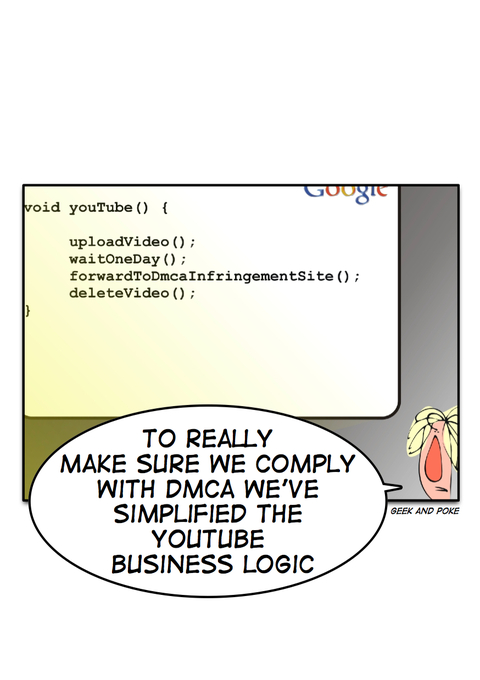 Google
void youTube() {
uploadVideo();
waitOneDay();
forwardToDmcaInfringementSite();
deleteVideo();
}
TO REALLY
MAKE SURE WE COMPLY
WITH DMCA WE'VE
SIMPLIFIED THE
YOUTUBE
BUSINESS LOGIC
GEEK AND POKE